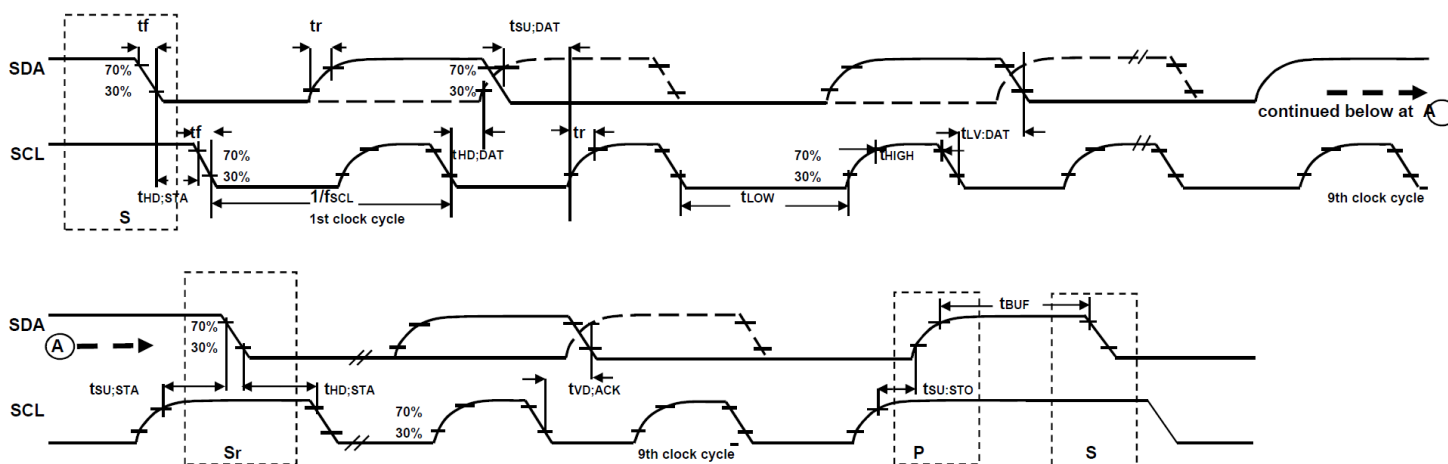 tf tr tSU;DAT
SDA 70% 70%
30% 30%
continued below at A
tf tHD;DAT tr tLV:DAT
SCL 70% 70% tHIGH
30% 30%
tHD;STA 1/fSCL tLOW
S 1st clock cycle 9th clock cycle
tBUF
SDA 70%
A 30%
tSU;STA tHD;STA tVD;ACK tSU:STO
SCL 70%
30%
Sr 9th clock cycle P S